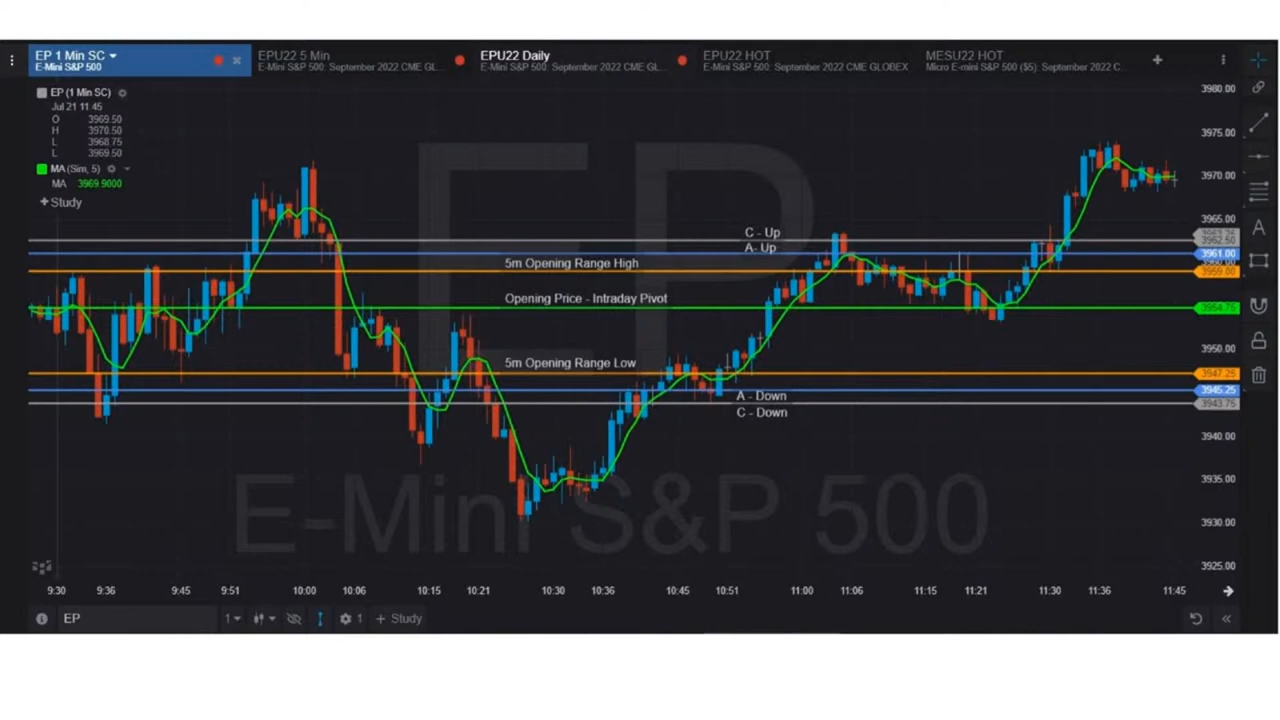 EP 1 Min SC
E-Mini S&P 500
EPU22 5 Min
E-Mini S&P 500: September 2022 CME GL...
EPU22 Daily
E-Mini S&P 500: September 2022 CME GL...
EPU22 HOT
E-Mini S&P 500: September 2022 CME GLOBEX
MESU22 HOT
Micro E-mini S&P 500 ($5): September 2022 C...
EP (1 Min SC)
Jul 21 11:45
O 3969.50
H 3970.50
L 3968.75
L 3969.50
MA (Sim, 5)
MA 3969.9000
+ Study
EP
E-Mini S&P 500
C - Up
A- Up
5m Opening Range High
Opening Price - Intraday Pivot
5m Opening Range Low
A - Down
C - Down
3980.00
3975.00
3970.00
3965.00
3962.50
3961.00
3959.00
3954.75
3950.00
3947.25
3945.25
3943.75
3940.00
3935.00
3930.00
3925.00
9:30 9:36 9:45 9:51 10:00 10:06 10:15 10:21 10:30 10:36 10:45 10:51 11:00 11:06 11:15 11:21 11:30 11:36 11:45
EP 1 1 + Study